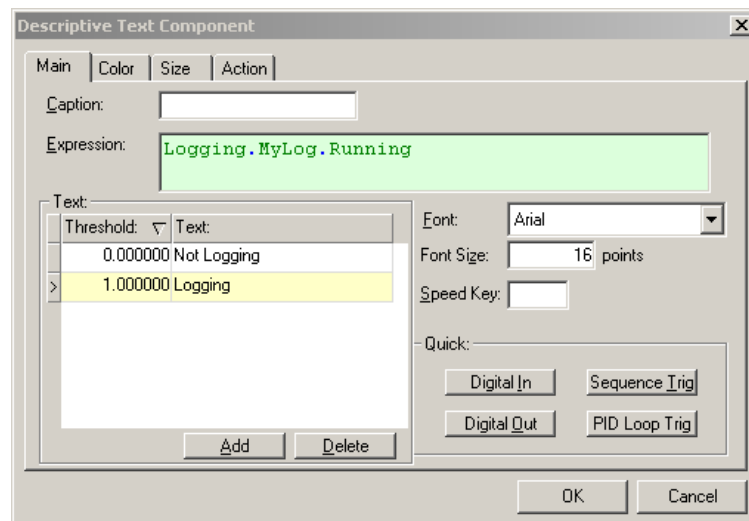 Descriptive Text Component
Main Color Size Action
Caption:
Expression: Logging.MyLog.Running
Text:
Threshold: Text:
0.000000 Not Logging
> 1.000000 Logging
Add Delete
Font: Arial
Font Size: 16 points
Speed Key:
Quick:
Digital In Sequence Trig
Digital Out PID Loop Trig
OK Cancel